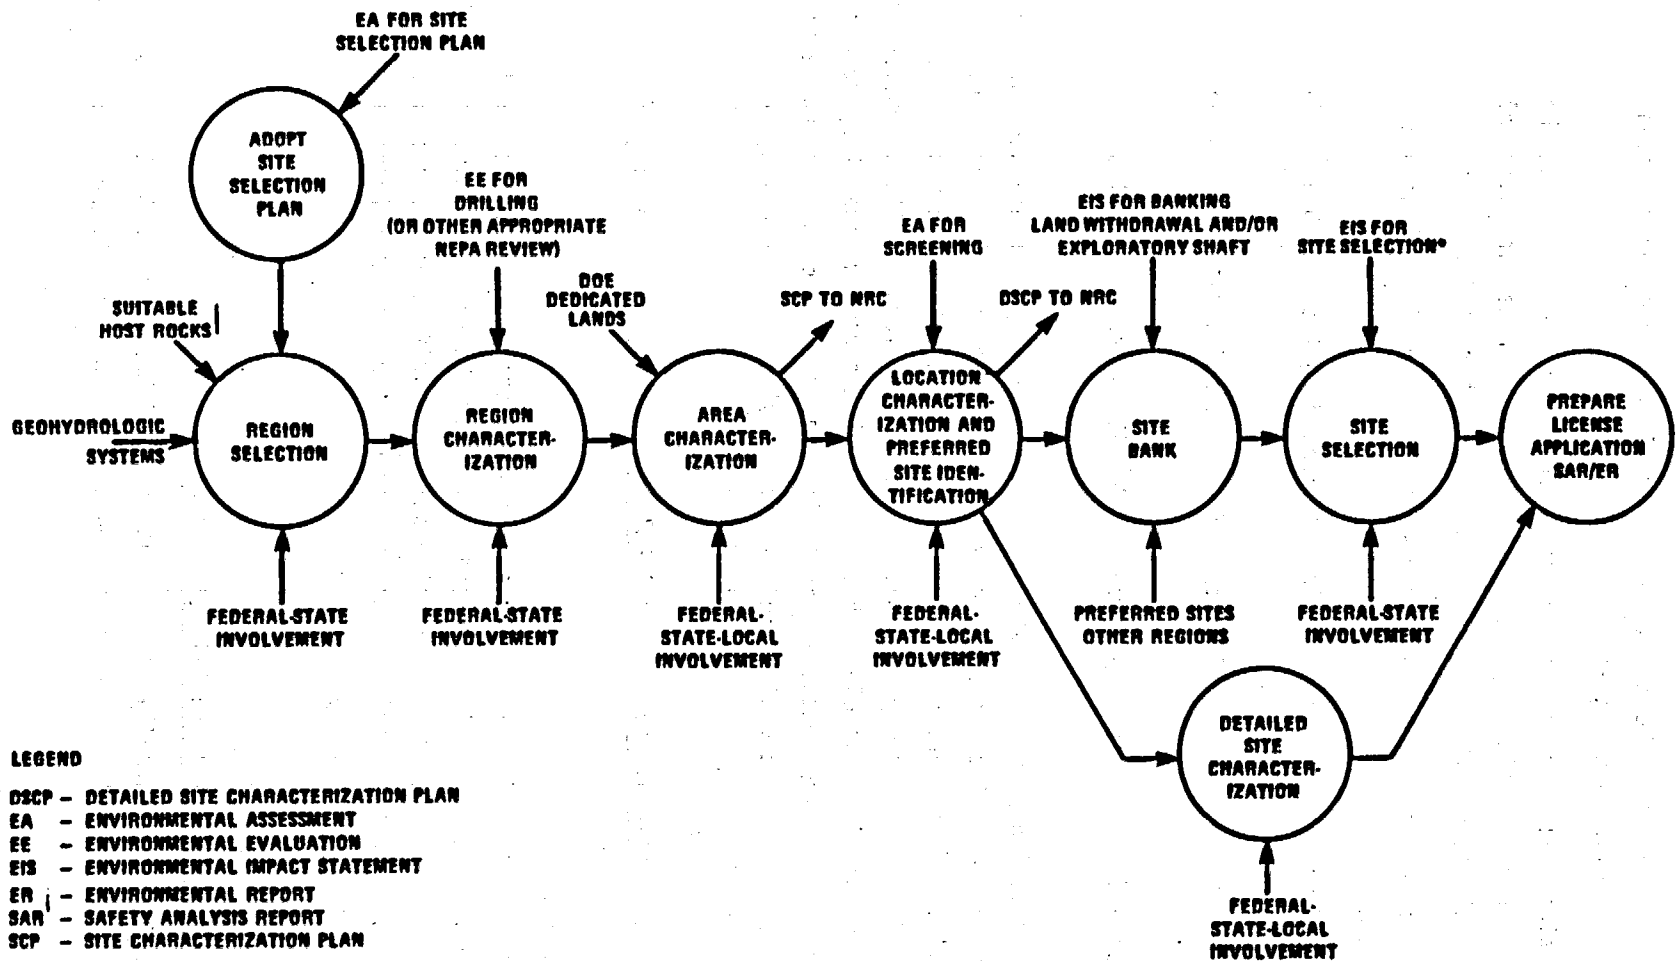 EA FOR SITE
SELECTION PLAN
ADOPT
SITE
SELECTION
PLAN
EE FOR
DRILLING
(OR OTHER APPROPRIATE
NEPA REVIEW)
EA FOR
SCREENING
EIS FOR BANKING
LAND WITHDRAWAL AND/OR
EXPLORATORY SHAFT
EIS FOR
SITE SELECTION*
SUITABLE
HOST ROCKS
DOE
DEDICATED
LANDS
SCP TO NRC
DSCP TO NRC
GEOHYDROLOGIC
SYSTEMS
REGION
SELECTION
REGION
CHARACTER-
IZATION
AREA
CHARACTER-
IZATION
LOCATION
CHARACTER-
IZATION AND
PREFERRED
SITE IDEN-
TIFICATION
SITE
BANK
SITE
SELECTION
PREPARE
LICENSE
APPLICATION
SAR/ER
FEDERAL-STATE
INVOLVEMENT
FEDERAL-STATE
INVOLVEMENT
FEDERAL-
STATE-LOCAL
INVOLVEMENT
FEDERAL-
STATE-LOCAL
INVOLVEMENT
PREFERRED SITES
OTHER REGIONS
FEDERAL-STATE
INVOLVEMENT
DETAILED
SITE
CHARACTER-
IZATION
FEDERAL-
STATE-LOCAL
INVOLVEMENT
LEGEND
DSCP – DETAILED SITE CHARACTERIZATION PLAN
EA – ENVIRONMENTAL ASSESSMENT
EE – ENVIRONMENTAL EVALUATION
EIS – ENVIRONMENTAL IMPACT STATEMENT
ER – ENVIRONMENTAL REPORT
SAR – SAFETY ANALYSIS REPORT
SCP – SITE CHARACTERIZATION PLAN